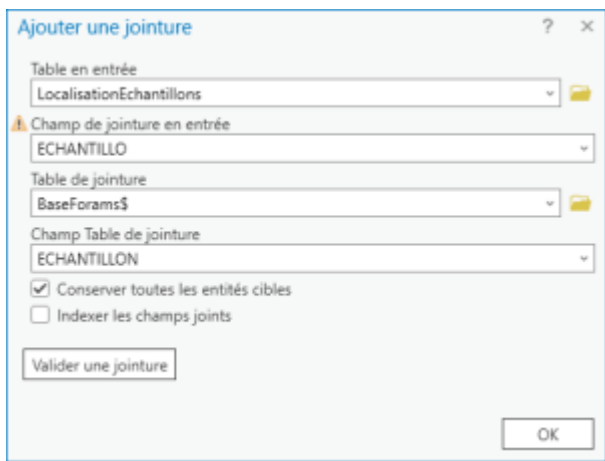 Ajouter une jointure ? ×
Table en entrée
LocalisationEchantillons
Champ de jointure en entrée
ECHANTILLO
Table de jointure
BaseForams$
Champ Table de jointure
ECHANTILLON
Conserver toutes les entités cibles
Indexer les champs joints
Valider une jointure
OK